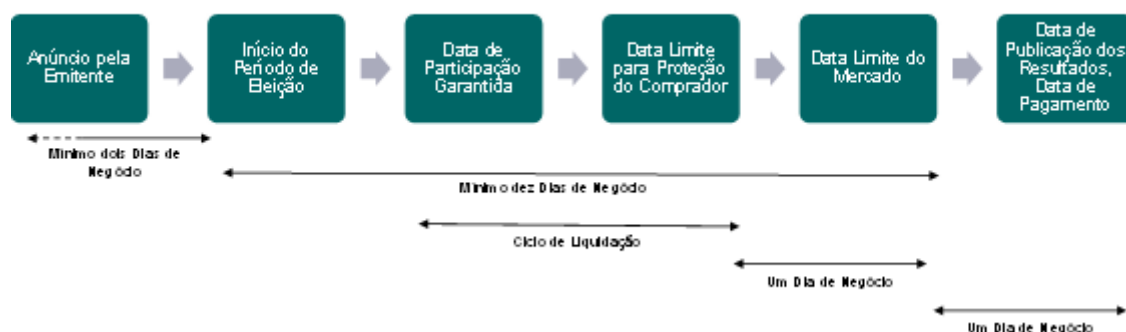 Anúncio pela
Emitente
Início do
Período de
Eleição
Data de
Participação
Garantida
Data Limite
para Proteção
do Comprador
Data Limite do
Mercado
Data de
Publicação dos
Resultados,
Data de
Pagamento
Mínimo dois Dias de
Negócio
Mínimo dez Dias de Negócio
Ciclo de Liquidação
Um Dia de Negócio
Um Dia de Negócio